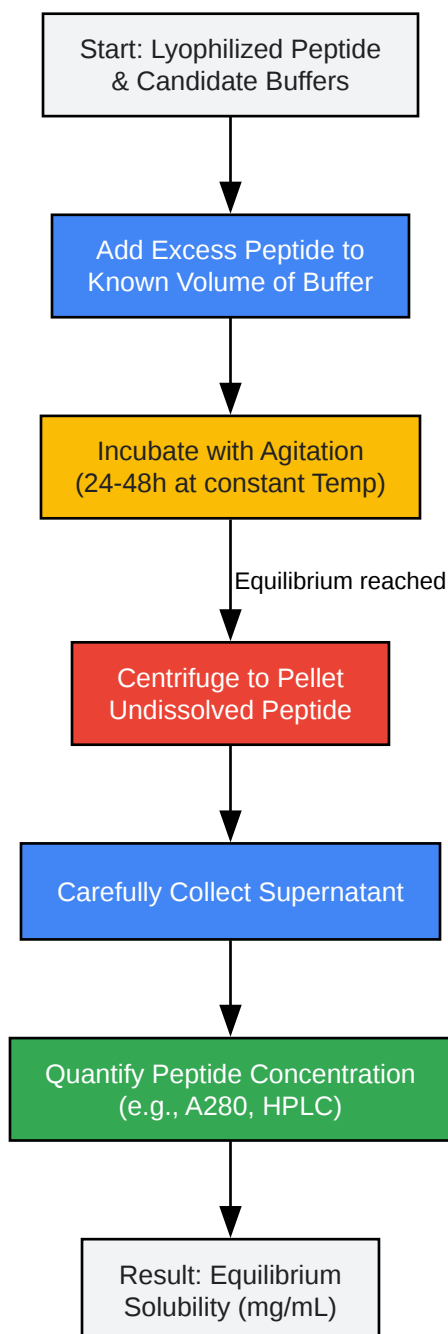 Start: Lyophilized Peptide
& Candidate Buffers
Add Excess Peptide to
Known Volume of Buffer
Incubate with Agitation
(24-48h at constant Temp)
Equilibrium reached
Centrifuge to Pellet
Undissolved Peptide
Carefully Collect Supernatant
Quantify Peptide Concentration
(e.g., A280, HPLC)
Result: Equilibrium
Solubility (mg/mL)